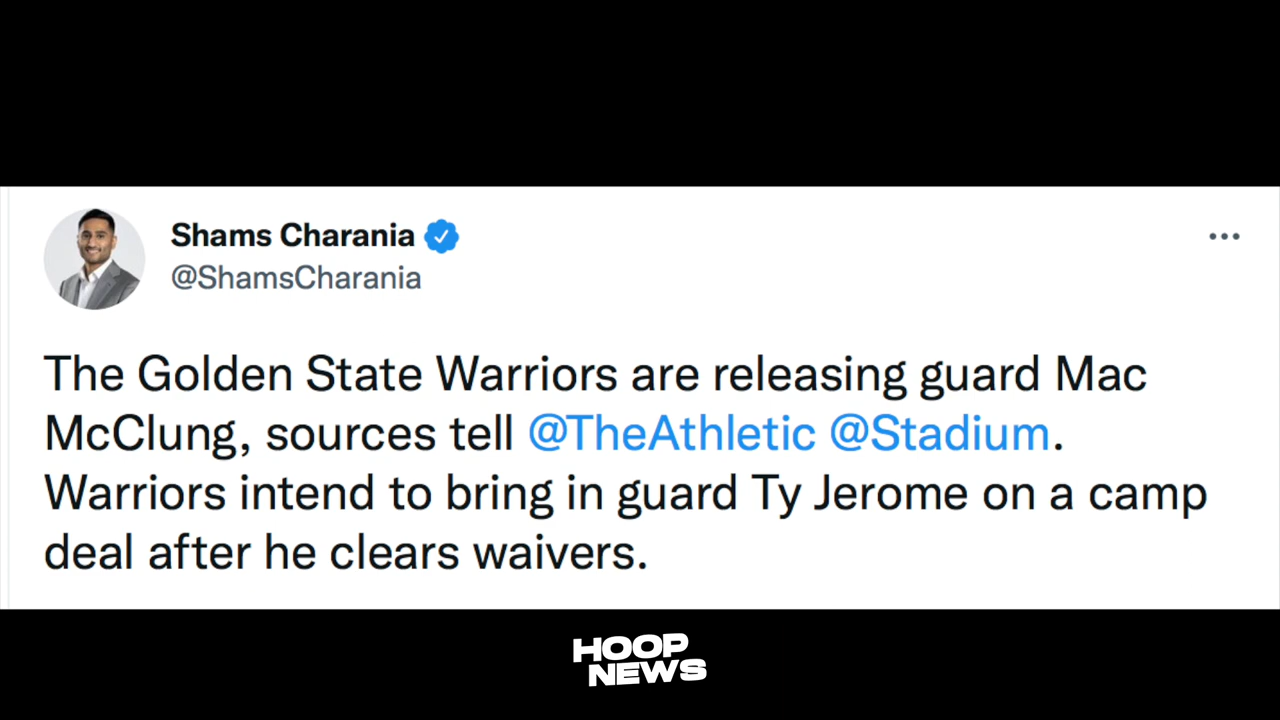 Shams Charania
@ShamsCharania
The Golden State Warriors are releasing guard Mac
McClung, sources tell @TheAthletic @Stadium.
Warriors intend to bring in guard Ty Jerome on a camp
deal after he clears waivers.
HOOP
NEWS